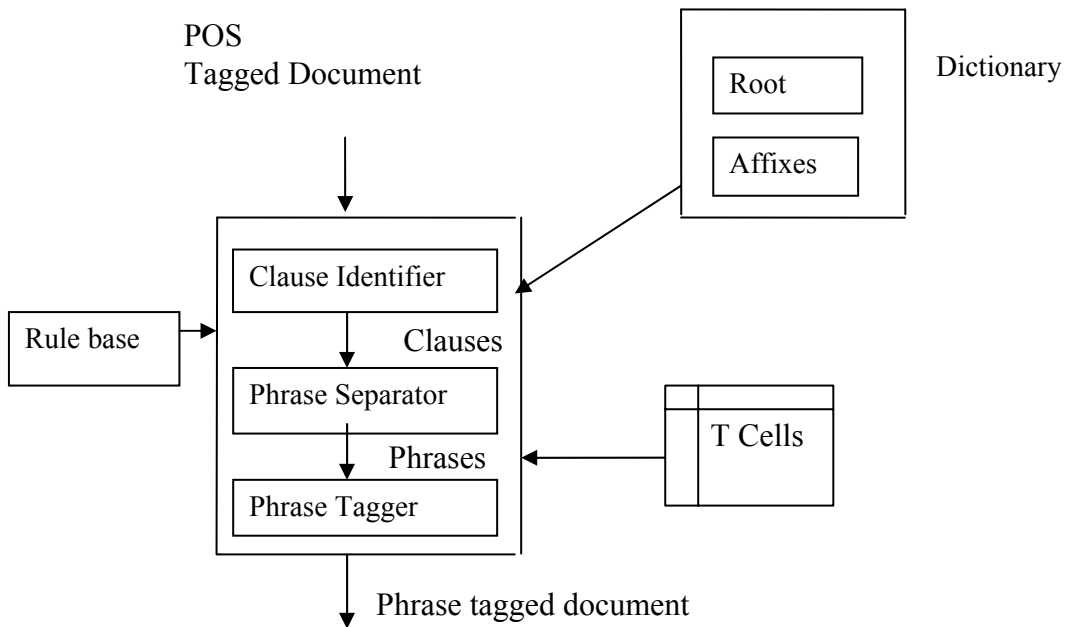 POS
Tagged Document
Dictionary
Root
Affixes
Clause Identifier
Rule base
Clauses
Phrase Separator
T Cells
Phrases
Phrase Tagger
Phrase tagged document